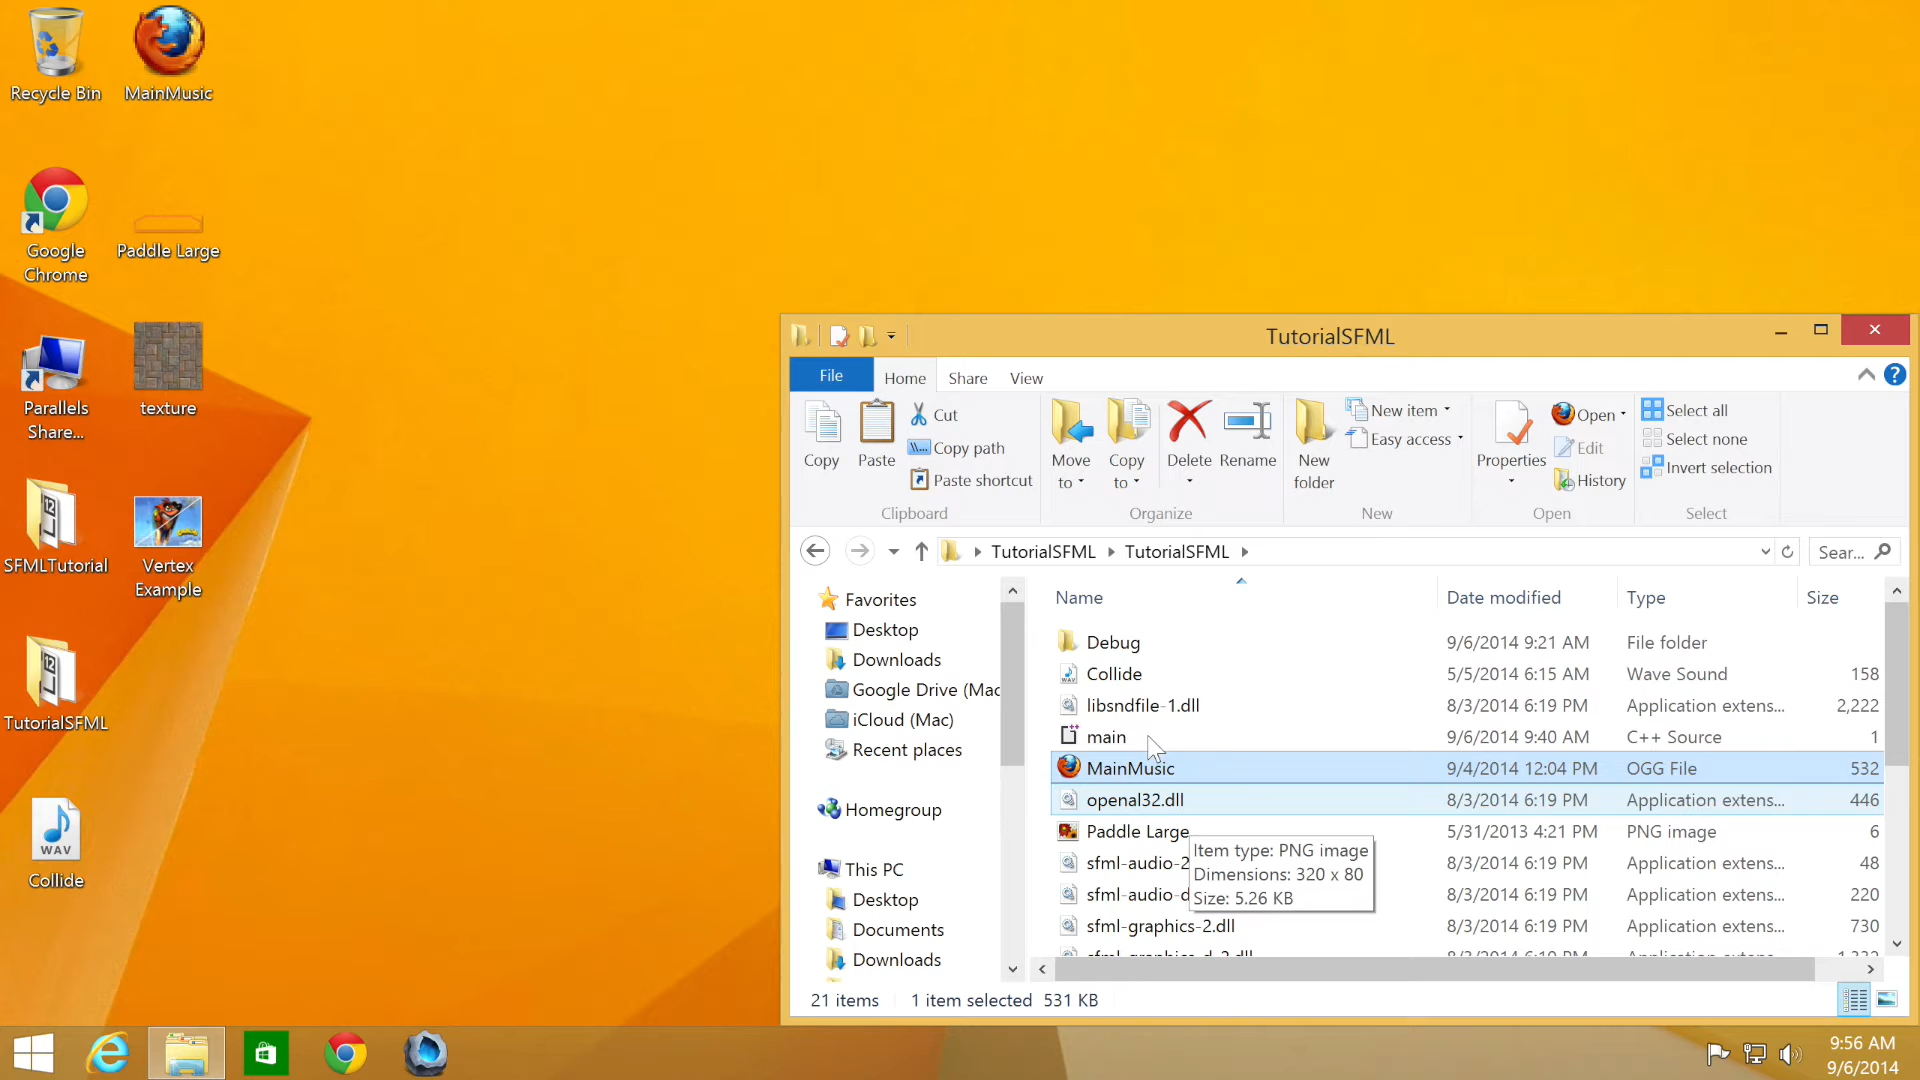 Recycle Bin
MainMusic
Google
Chrome
Paddle Large
Parallels
Share...
texture
SFMLTutorial
Vertex
Example
TutorialSFML
WAV
Collide
TutorialSFML
File
Home
Share
View
Copy
Paste
Cut
Copy path
Paste shortcut
Clipboard
Move
to
Copy
to
Delete
Rename
Organize
New
folder
New item
Easy access
New
Properties
Open
Edit
History
Open
Select all
Select none
Invert selection
Select
TutorialSFML
TutorialSFML
Sear...
Favorites
Desktop
Downloads
Google Drive (Mac
iCloud (Mac)
Recent places
Homegroup
This PC
Desktop
Documents
Downloads
Name Date modified Type Size
Debug 9/6/2014 9:21 AM File folder
Collide 5/5/2014 6:15 AM Wave Sound 158
libsndfile-1.dll 8/3/2014 6:19 PM Application extens... 2,222
main 9/6/2014 9:40 AM C++ Source 1
MainMusic 9/4/2014 12:04 PM OGG File 532
openal32.dll 8/3/2014 6:19 PM Application extens... 446
Paddle Large 5/31/2013 4:21 PM PNG image 6
sfml-audio-2 8/3/2014 6:19 PM Application extens... 48
sfml-audio-d 8/3/2014 6:19 PM Application extens... 220
sfml-graphics-2.dll 8/3/2014 6:19 PM Application extens... 730
Item type: PNG image
Dimensions: 320 x 80
Size: 5.26 KB
21 items 1 item selected 531 KB
9:56 AM
9/6/2014